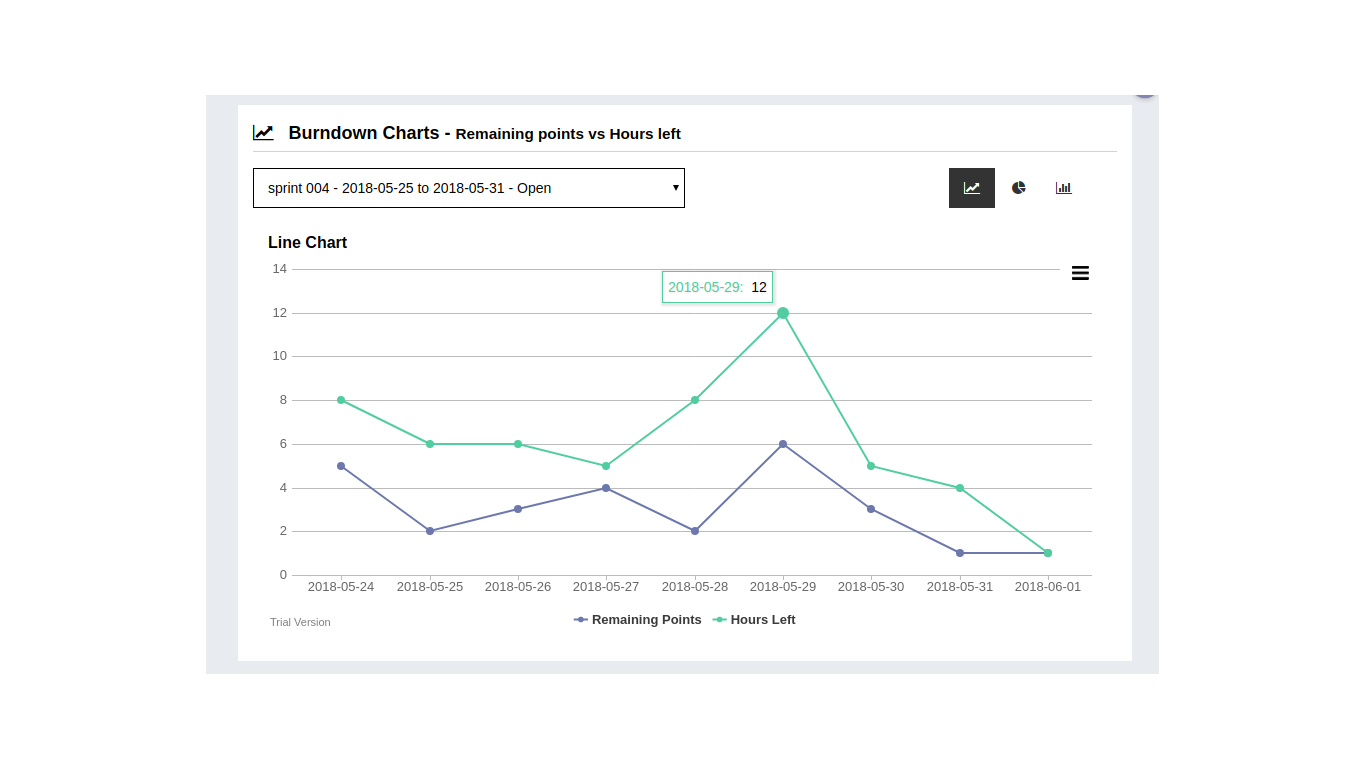 Burndown Charts - Remaining points vs Hours left
sprint 004 - 2018-05-25 to 2018-05-31 - Open
Line Chart
14
2018-05-29: 12
12
10
8
6
4
2
0
2018-05-24 2018-05-25 2018-05-26 2018-05-27 2018-05-28 2018-05-29 2018-05-30 2018-05-31 2018-06-01
Remaining Points Hours Left
Trial Version